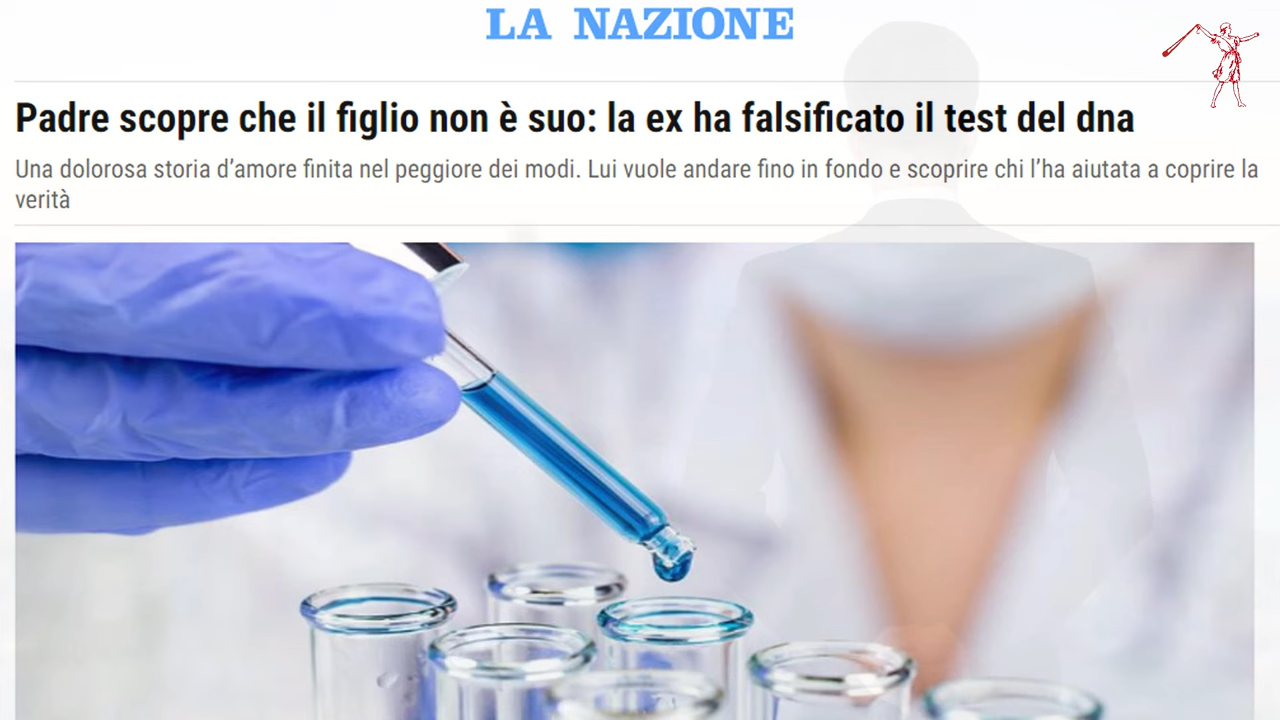 LA NAZIONE
Padre scopre che il figlio non è suo: la ex ha falsificato il test del dna
Una dolorosa storia d’amore finita nel peggiore dei modi. Lui vuole andare fino in fondo e scoprire chi l’ha aiutata a coprire la
verità